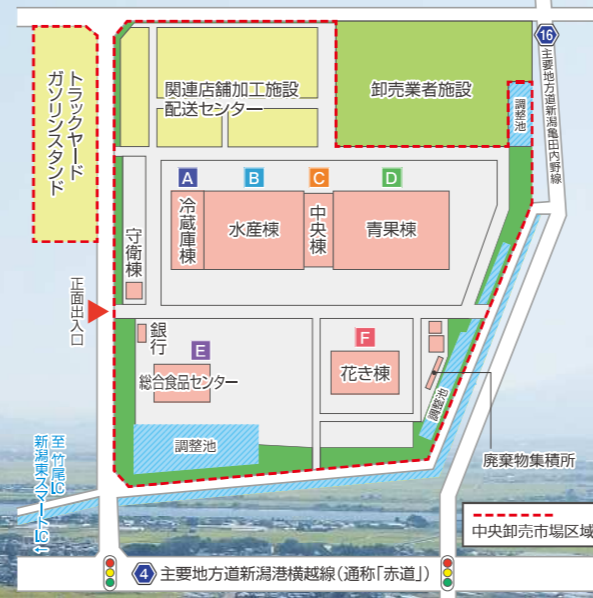 トラックヤード
ガソリンスタンド
関連店舗加工施設
配送センター
卸売業者施設
調整池
16
主要地方道新潟亀田内野線
A
B
C
D
冷蔵庫棟
水産棟
中央棟
青果棟
守衛棟
正面出入口
銀行
E
総合食品センター
F
花き棟
調整池
調整池
廃棄物集積所
至 竹尾IC
新潟東スマートIC→
中央卸売市場区域
4
主要地方道新潟港横越線(通称「赤道」)